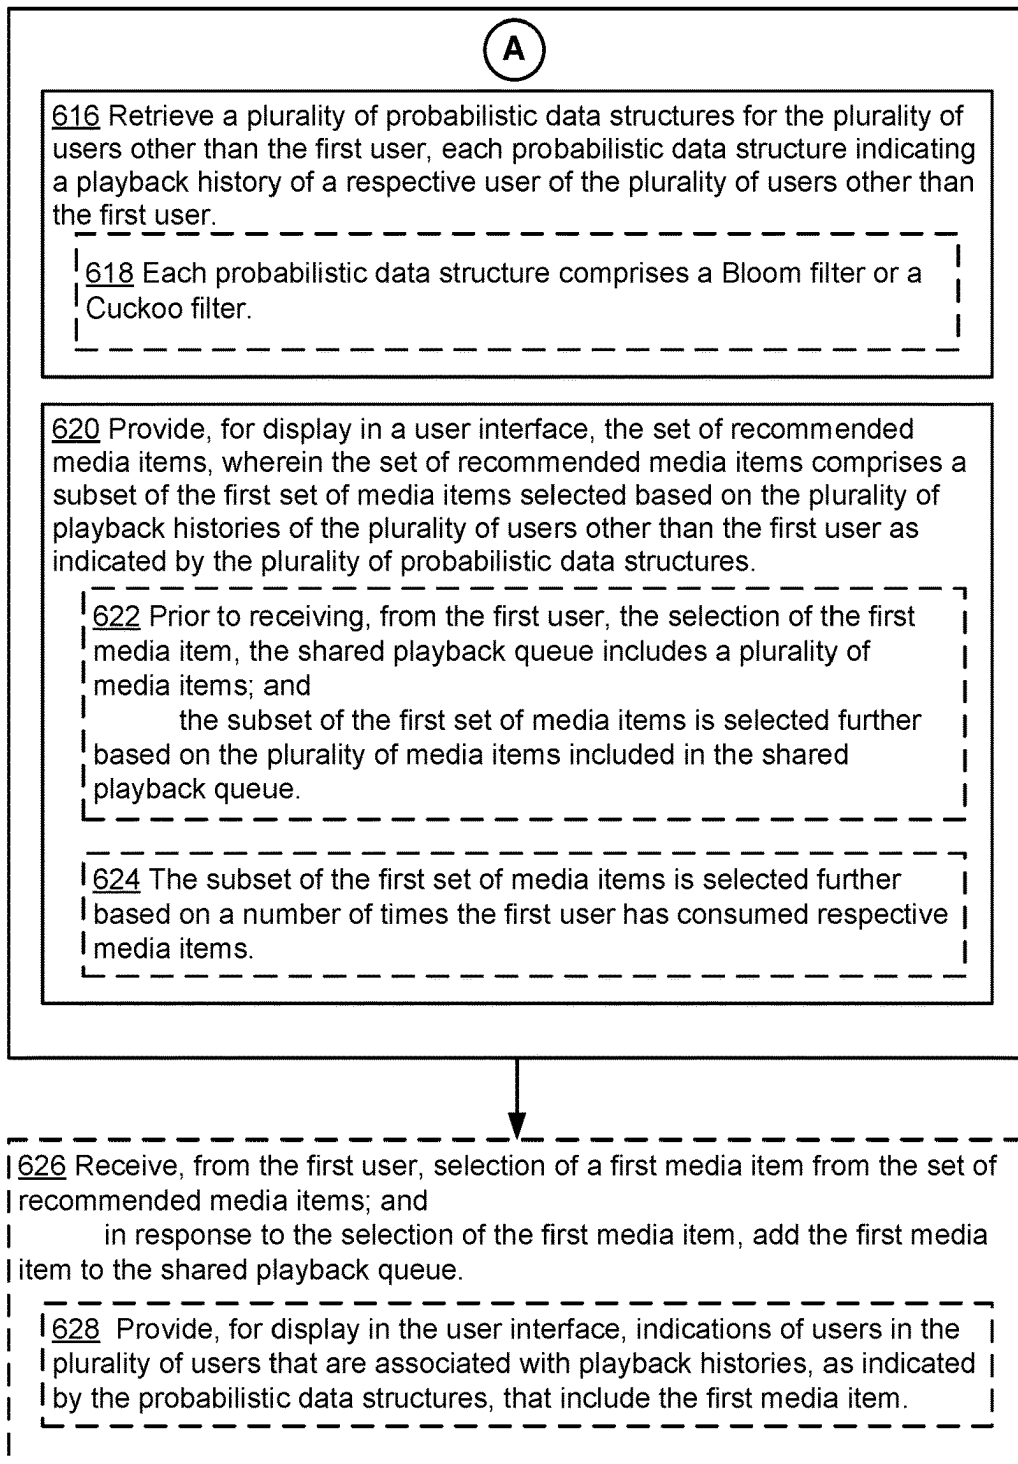 A
616 Retrieve a plurality of probabilistic data structures for the plurality of
users other than the first user, each probabilistic data structure indicating
a playback history of a respective user of the plurality of users other than
the first user.
618 Each probabilistic data structure comprises a Bloom filter or a
Cuckoo filter.
620 Provide, for display in a user interface, the set of recommended
media items, wherein the set of recommended media items comprises a
subset of the first set of media items selected based on the plurality of
playback histories of the plurality of users other than the first user as
indicated by the plurality of probabilistic data structures.
622 Prior to receiving, from the first user, the selection of the first
media item, the shared playback queue includes a plurality of
media items; and
the subset of the first set of media items is selected further
based on the plurality of media items included in the shared
playback queue.
624 The subset of the first set of media items is selected further
based on a number of times the first user has consumed respective
media items.
626 Receive, from the first user, selection of a first media item from the set of
recommended media items; and
in response to the selection of the first media item, add the first media
item to the shared playback queue.
628 Provide, for display in the user interface, indications of users in the
plurality of users that are associated with playback histories, as indicated
by the probabilistic data structures, that include the first media item.